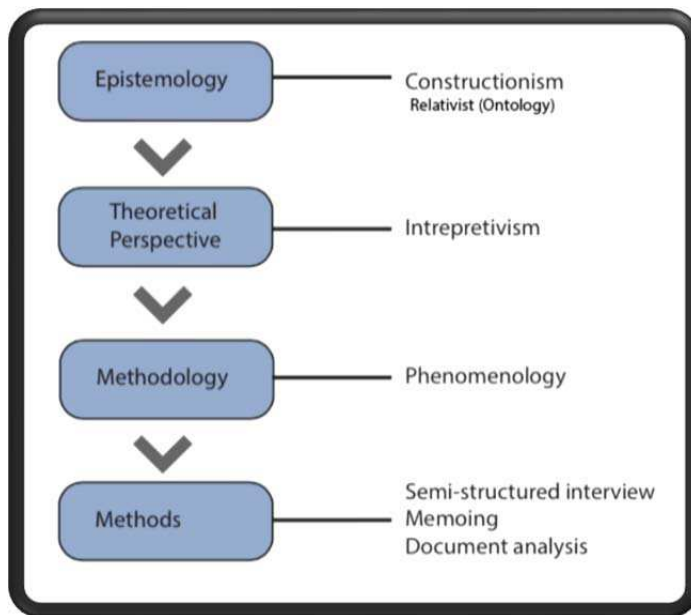 Epistemology
Constructionism
Relativist (Ontology)
Theoretical
Perspective
Intrepretivism
Methodology
Phenomenology
Methods
Semi-structured interview
Memoing
Document analysis